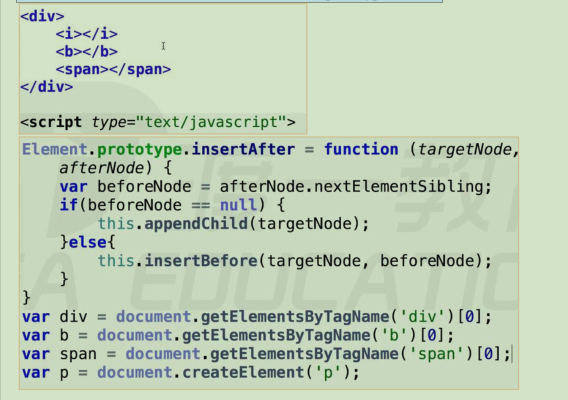 <div>
    <i></i>
    <b></b>
    <span></span>
</div>
<script type="text/javascript">
Element.prototype.insertAfter = function (targetNode,
    afterNode) {
    var beforeNode = afterNode.nextElementSibling;
    if(beforeNode == null) {
        this.appendChild(targetNode);
    }else{
        this.insertBefore(targetNode, beforeNode);
    }
}
var div = document.getElementsByTagName('div')[0];
var b = document.getElementsByTagName('b')[0];
var span = document.getElementsByTagName('span')[0];
var p = document.createElement('p');